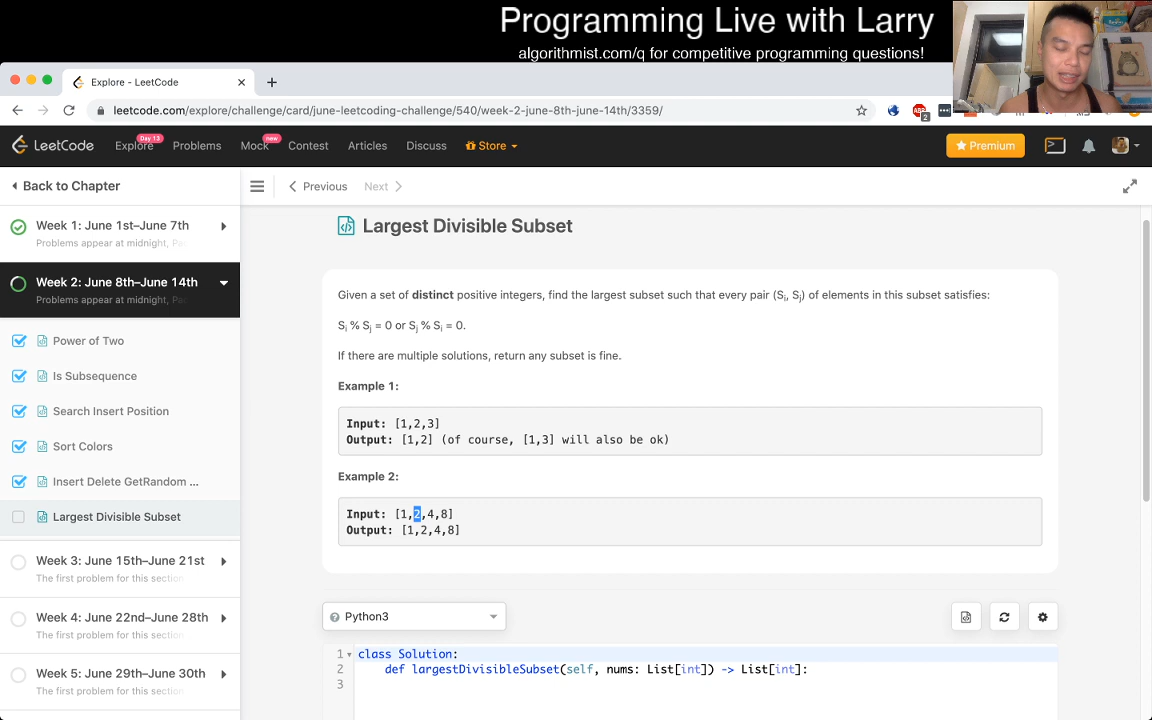 Programming Live with Larry
algorithmist.com/q for competitive programming questions!
Explore - LeetCode
leetcode.com/explore/challenge/card/june-leetcoding-challenge/540/week-2-june-8th-june-14th/3359/
ABP
2
LeetCode
Explore
Day 13
Problems
Mock
new
Contest
Articles
Discuss
Store
Premium
Back to Chapter
Previous
Next
Week 1: June 1st–June 7th
Problems appear at midnight, Pa
Week 2: June 8th–June 14th
Problems appear at midnight, Pa
Power of Two
Is Subsequence
Search Insert Position
Sort Colors
Insert Delete GetRandom ...
Largest Divisible Subset
Week 3: June 15th–June 21st
The first problem for this section
Week 4: June 22nd–June 28th
The first problem for this section
Week 5: June 29th–June 30th
The first problem for this section
Largest Divisible Subset
Given a set of distinct positive integers, find the largest subset such that every pair (Si, Sj) of elements in this subset satisfies:
Si % Sj = 0 or Sj % Si = 0.
If there are multiple solutions, return any subset is fine.
Example 1:
Input: [1,2,3]
Output: [1,2] (of course, [1,3] will also be ok)
Example 2:
Input: [1,2,4,8]
Output: [1,2,4,8]
Python3
1 class Solution:
2 def largestDivisibleSubset(self, nums: List[int]) -> List[int]:
3